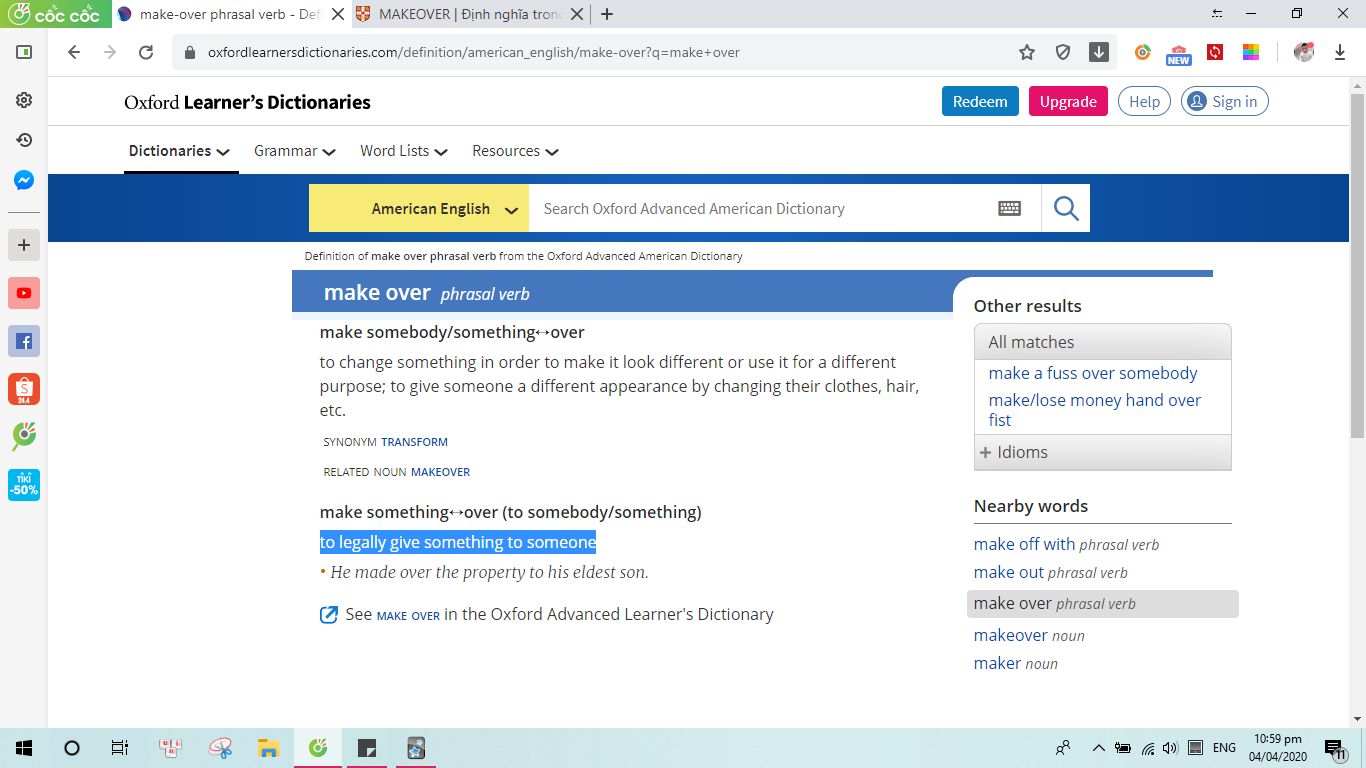 cốc cốc
make-over phrasal verb - Defi
MAKEOVER | Định nghĩa tron
oxfordlearnersdictionaries.com/definition/american_english/make-over?q=make+over
NEW
Oxford Learner's Dictionaries
Redeem
Upgrade
Help
Sign in
Dictionaries
Grammar
Word Lists
Resources
American English
Search Oxford Advanced American Dictionary
Definition of make over phrasal verb from the Oxford Advanced American Dictionary
make over phrasal verb
make somebody/something↔over
to change something in order to make it look different or use it for a different
purpose; to give someone a different appearance by changing their clothes, hair,
etc.
SYNONYM TRANSFORM
RELATED NOUN MAKEOVER
make something↔over (to somebody/something)
to legally give something to someone
• He made over the property to his eldest son.
See MAKE OVER in the Oxford Advanced Learner's Dictionary
Other results
All matches
make a fuss over somebody
make/lose money hand over
fist
+ Idioms
Nearby words
make off with phrasal verb
make out phrasal verb
make over phrasal verb
makeover noun
maker noun
24.4
TIKI
-50%
ENG
10:59 pm
04/04/2020
11